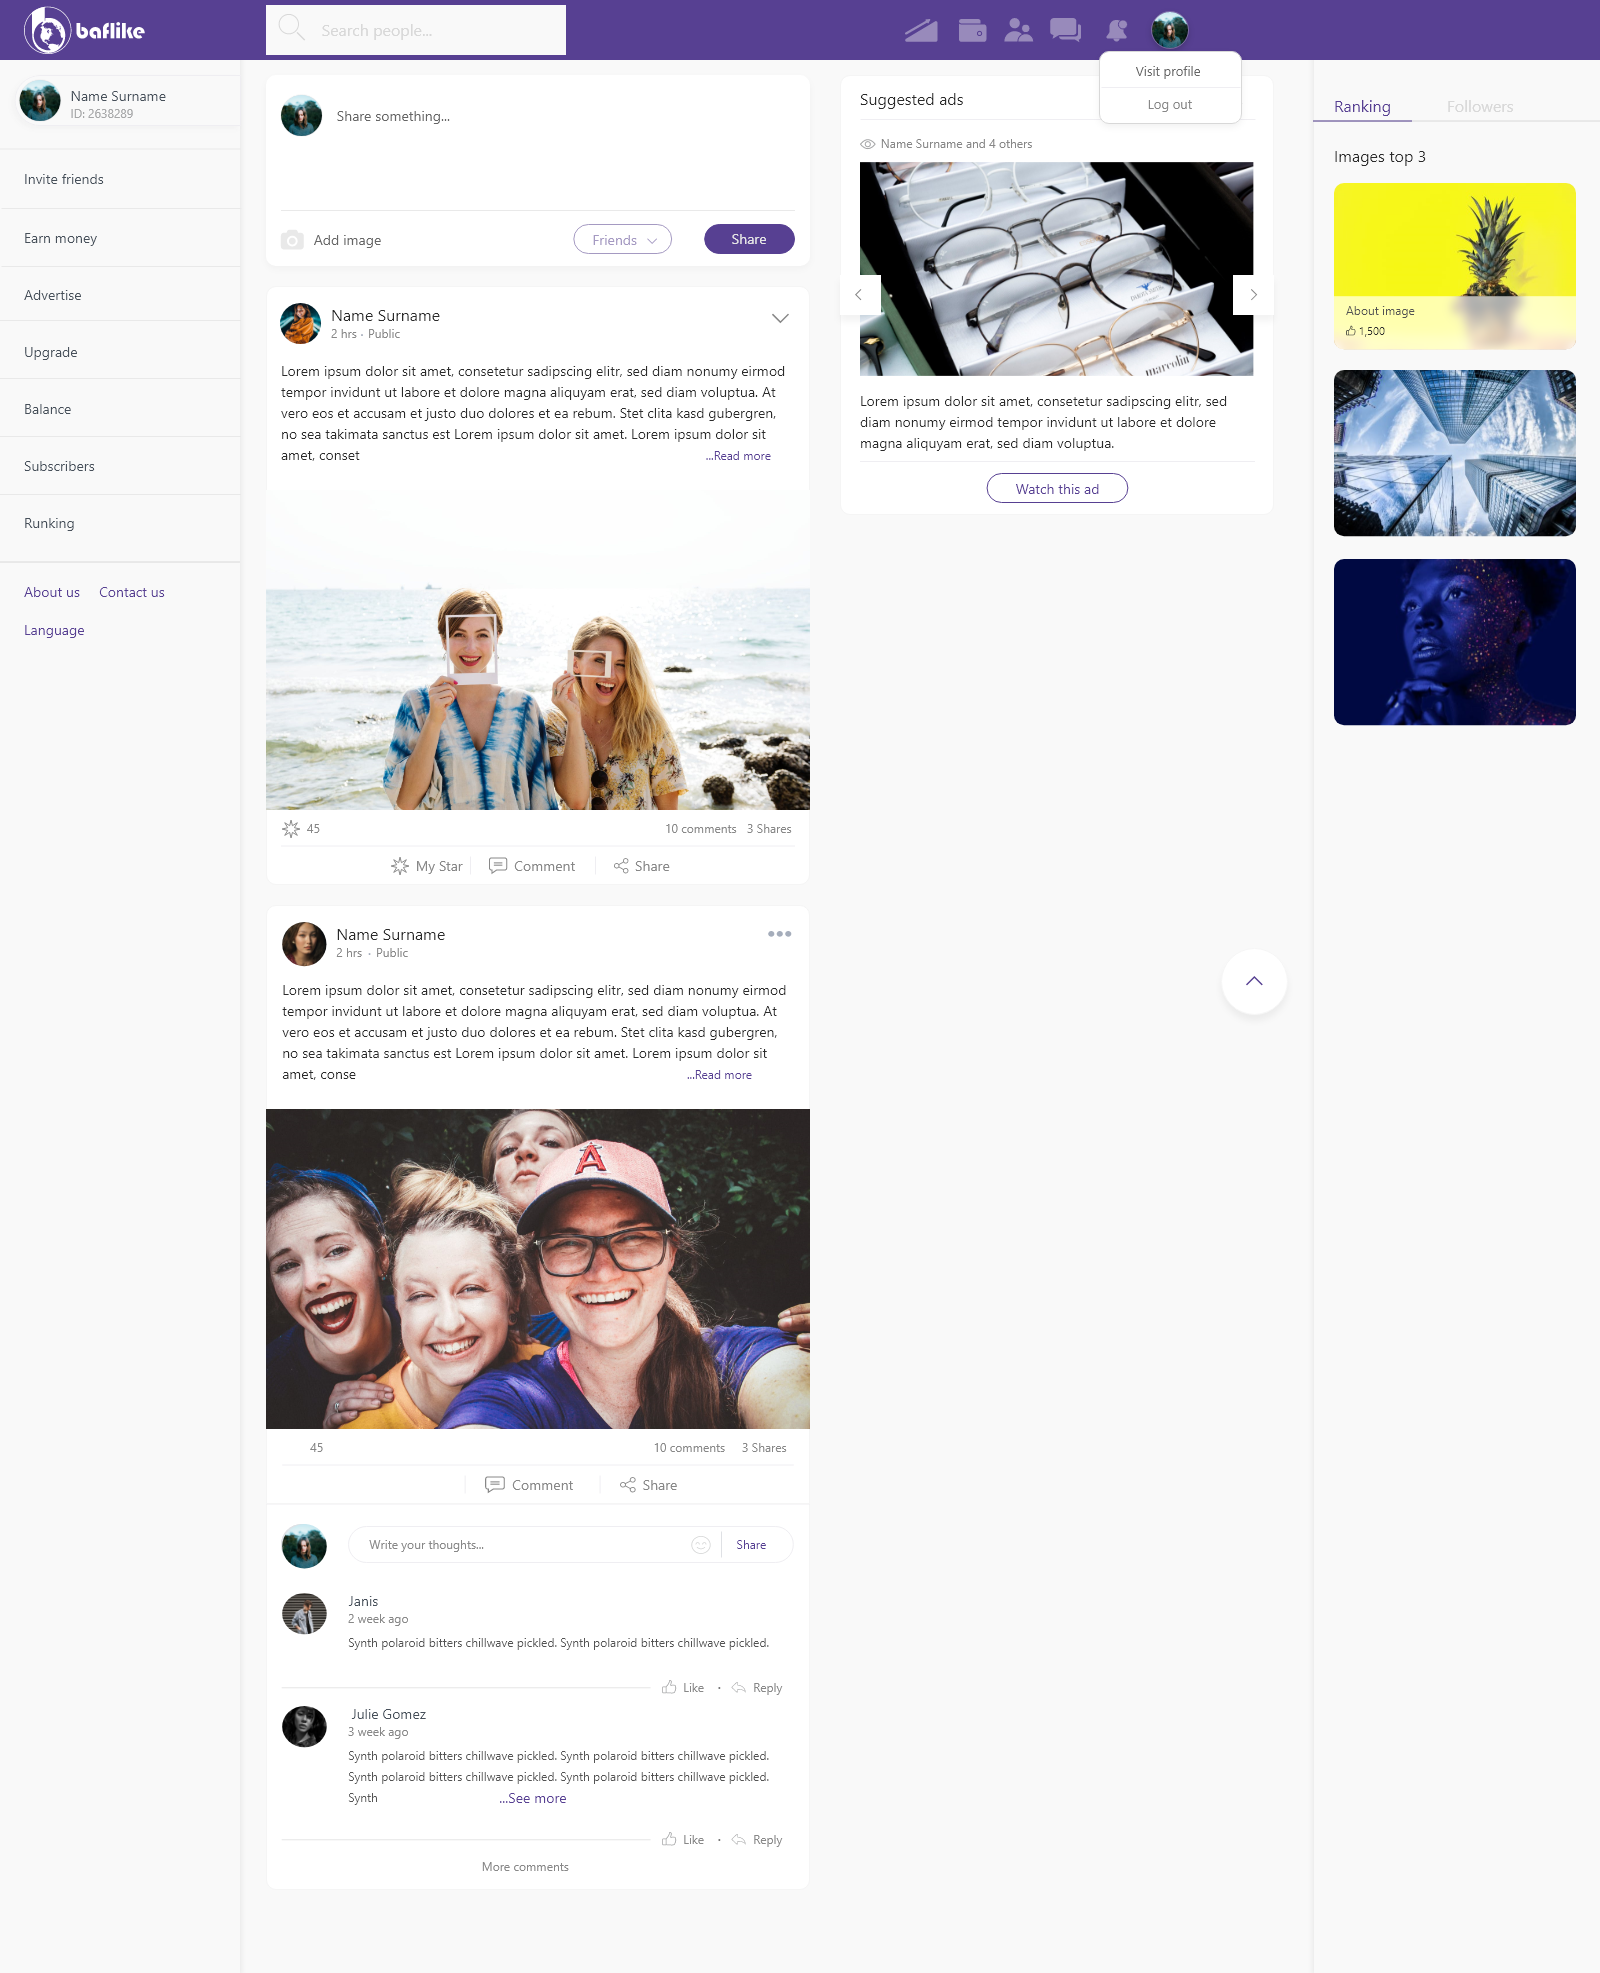 baflike
Search people...
Visit profile
Log out
Name Surname
ID: 2638289
Invite friends
Earn money
Advertise
Upgrade
Balance
Subscribers
Runking
About us Contact us
Language
Share something...
Add image
Friends
Share
Name Surname
2 hrs · Public
Lorem ipsum dolor sit amet, consetetur sadipscing elitr, sed diam nonumy eirmod
tempor invidunt ut labore et dolore magna aliquyam erat, sed diam voluptua. At
vero eos et accusam et justo duo dolores et ea rebum. Stet clita kasd gubergren,
no sea takimata sanctus est Lorem ipsum dolor sit amet. Lorem ipsum dolor sit
amet, conset ...Read more
45 10 comments 3 Shares
My Star Comment Share
Name Surname
2 hrs · Public
Lorem ipsum dolor sit amet, consetetur sadipscing elitr, sed diam nonumy eirmod
tempor invidunt ut labore et dolore magna aliquyam erat, sed diam voluptua. At
vero eos et accusam et justo duo dolores et ea rebum. Stet clita kasd gubergren,
no sea takimata sanctus est Lorem ipsum dolor sit amet. Lorem ipsum dolor sit
amet, conse ...Read more
A
45 10 comments 3 Shares
Comment Share
Write your thoughts... Share
Janis
2 week ago
Synth polaroid bitters chillwave pickled. Synth polaroid bitters chillwave pickled.
Like · Reply
Julie Gomez
3 week ago
Synth polaroid bitters chillwave pickled. Synth polaroid bitters chillwave pickled.
Synth polaroid bitters chillwave pickled. Synth polaroid bitters chillwave pickled.
Synth ...See more
Like · Reply
More comments
Suggested ads
Name Surname and 4 others
marcolin
Lorem ipsum dolor sit amet, consetetur sadipscing elitr, sed
diam nonumy eirmod tempor invidunt ut labore et dolore
magna aliquyam erat, sed diam voluptua.
Watch this ad
Ranking Followers
Images top 3
About image
1,500